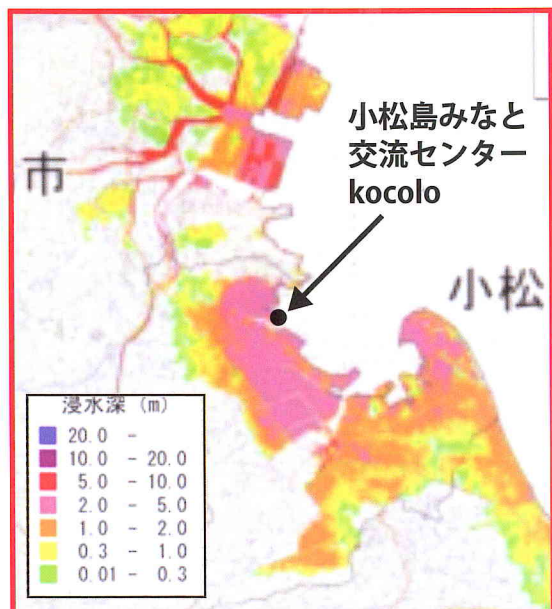 小松島みなと
交流センター
kocolo
市
小松
浸水深 (m)
20.0 -
10.0 - 20.0
5.0 - 10.0
2.0 - 5.0
1.0 - 2.0
0.3 - 1.0
0.01 - 0.3